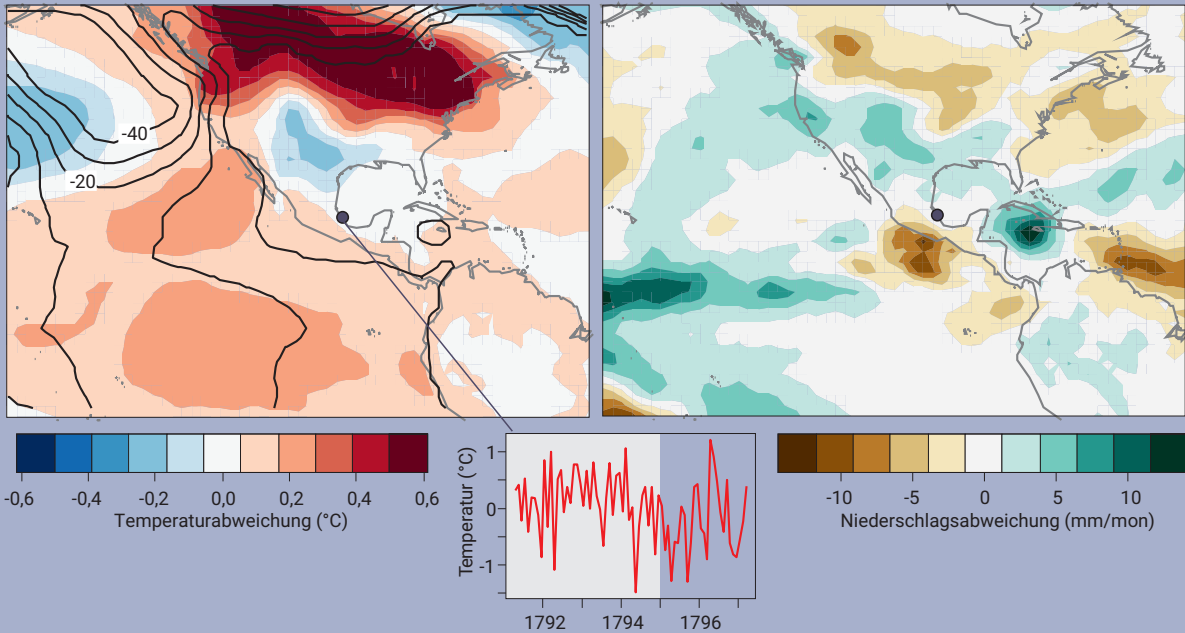 -40
-20
-0,6 -0,4 -0,2 0,0 0,2 0,4 0,6
Temperaturabweichung (°C)
Temperatur (°C)
1
0
-1
1792 1794 1796
-10 -5 0 5 10
Niederschlagsabweichung (mm/mon)